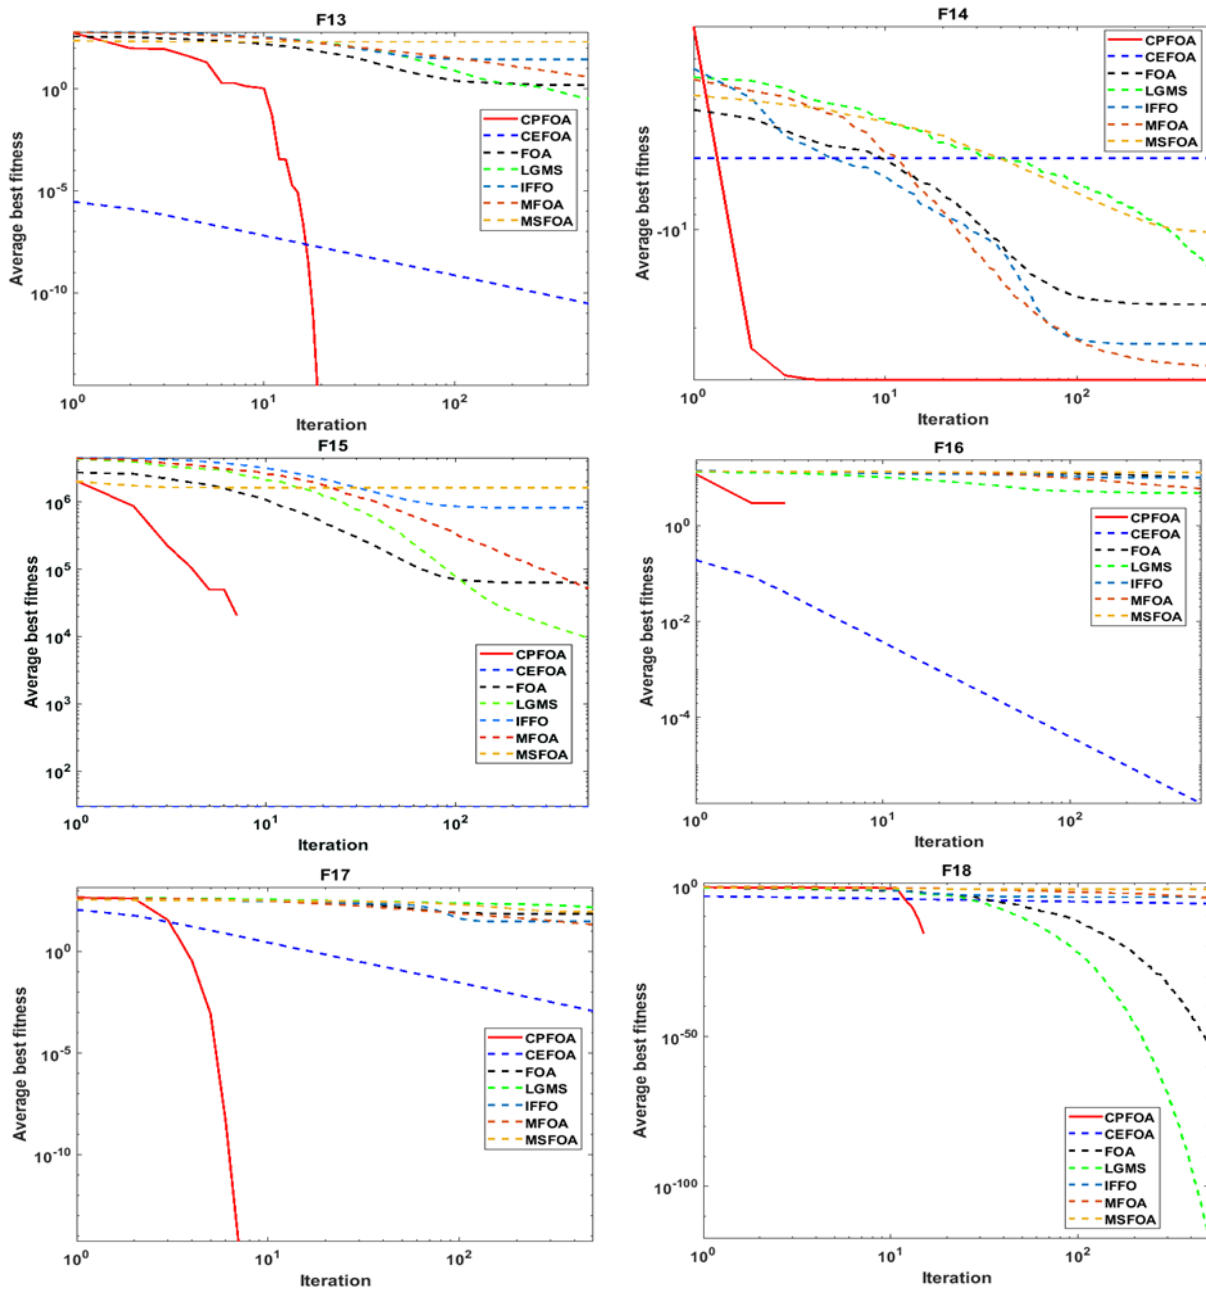 F13
Average best fitness
10^0
10^-5
10^-10
CPFOA
CEFOA
FOA
LGMS
IFFO
MFOA
MSFOA
10^0
10^1
10^2
Iteration
F14
Average best fitness
-10^1
CPFOA
CEFOA
FOA
LGMS
IFFO
MFOA
MSFOA
10^0
10^1
10^2
Iteration
F15
Average best fitness
10^6
10^5
10^4
10^3
10^2
CPFOA
CEFOA
FOA
LGMS
IFFO
MFOA
MSFOA
10^0
10^1
10^2
Iteration
F16
Average best fitness
10^0
10^-2
10^-4
CPFOA
CEFOA
FOA
LGMS
IFFO
MFOA
MSFOA
10^0
10^1
10^2
Iteration
F17
Average best fitness
10^0
10^-5
10^-10
CPFOA
CEFOA
FOA
LGMS
IFFO
MFOA
MSFOA
10^0
10^1
10^2
Iteration
F18
Average best fitness
10^0
10^-50
10^-100
CPFOA
CEFOA
FOA
LGMS
IFFO
MFOA
MSFOA
10^0
10^1
10^2
Iteration